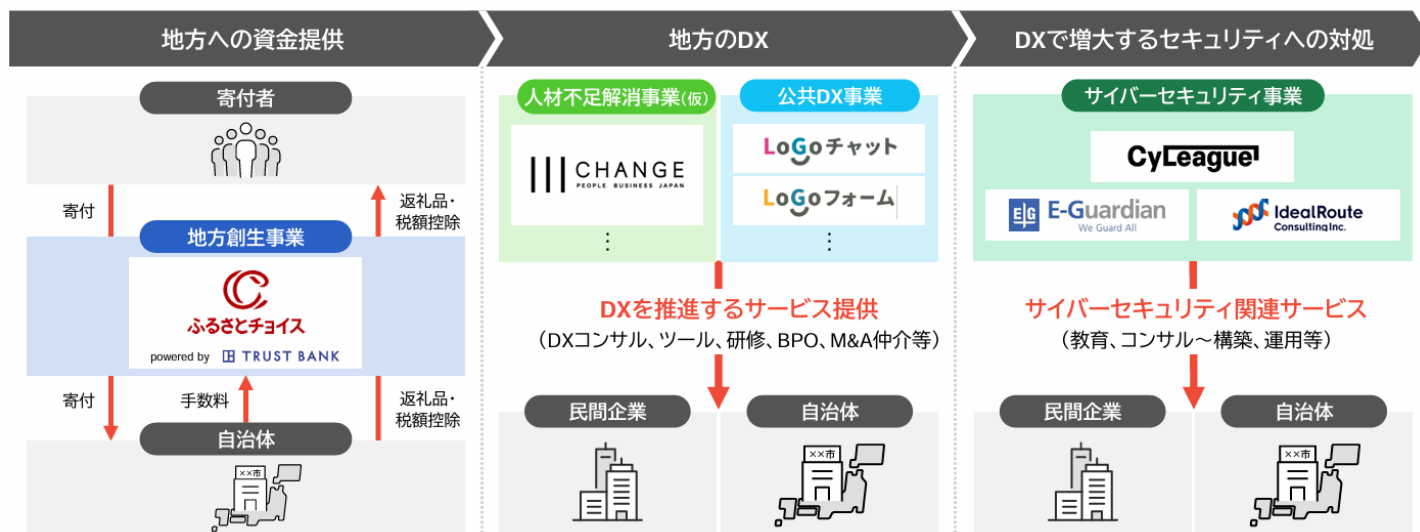 地方への資金提供
寄付者
寄付
返礼品・
税額控除
地方創生事業
ふるさとチョイス
powered by TRUST BANK
寄付
手数料
返礼品・
税額控除
自治体
××市
地方のDX
人材不足解消事業(仮)
CHANGE
PEOPLE BUSINESS JAPAN
⋮
公共DX事業
LoGoチャット
LoGoフォーム
⋮
DXを推進するサービス提供
（DXコンサル、ツール、研修、BPO、M&A仲介等）
民間企業
自治体
××市
DXで増大するセキュリティへの対処
サイバーセキュリティ事業
CyLeague
EG E-Guardian
We Guard All
IdealRoute
Consulting Inc.
サイバーセキュリティ関連サービス
（教育、コンサル～構築、運用等）
民間企業
自治体
××市